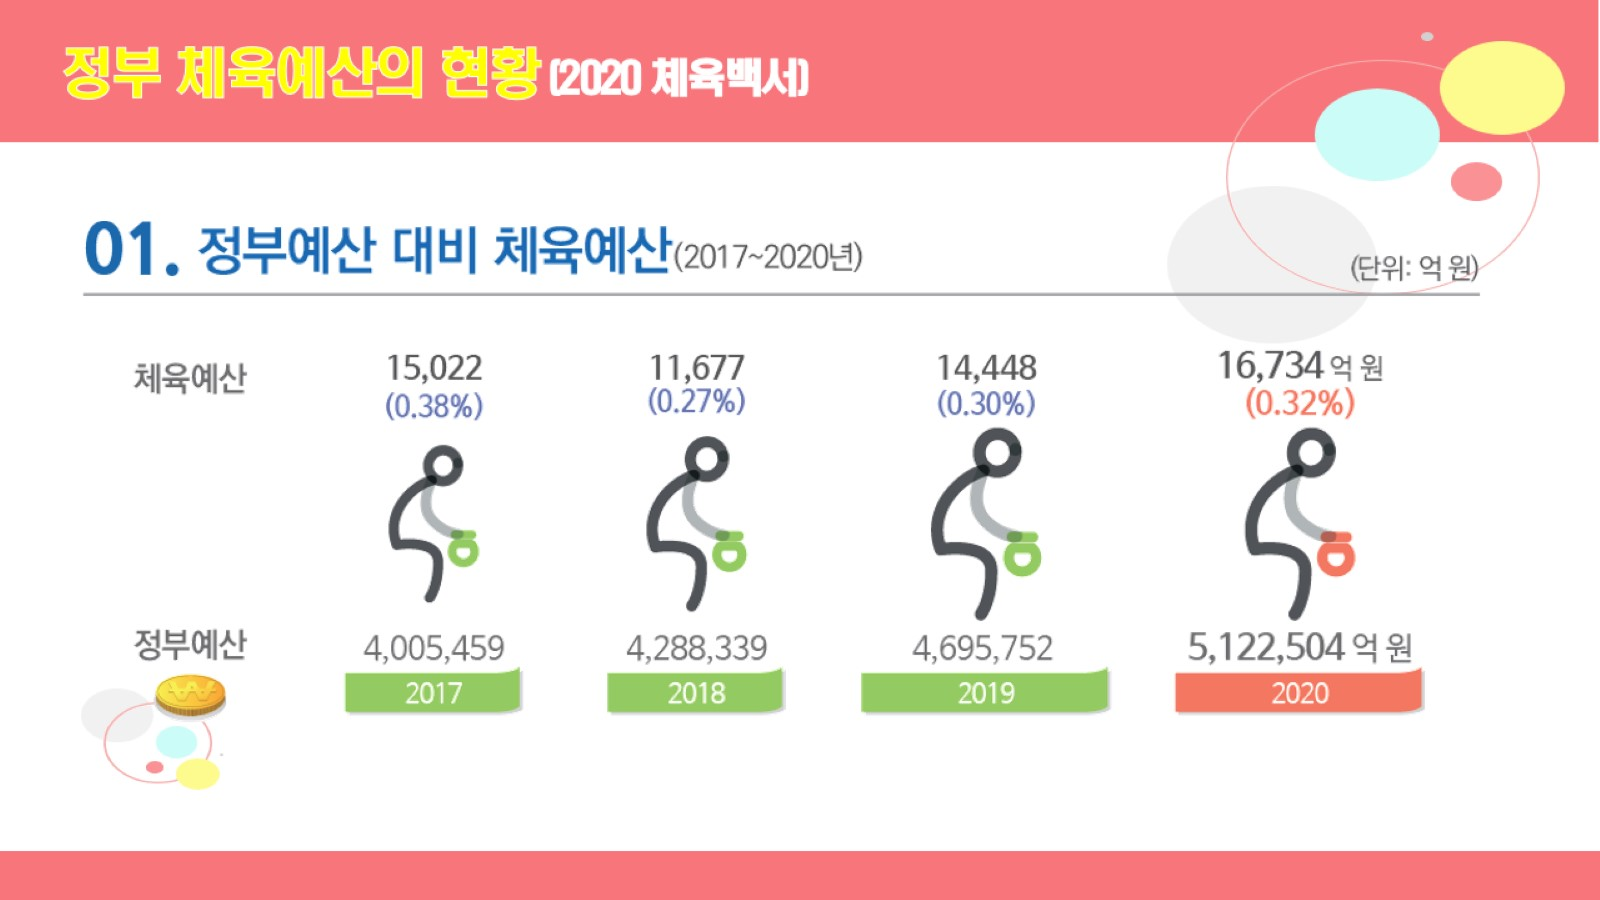 정부 체육예산의 현황 (2020 체육백서)
01. 정부예산 대비 체육예산(2017~2020년)
(단위: 억 원)
체육예산 15,022 11,677 14,448 16,734 억 원
(0.38%) (0.27%) (0.30%) (0.32%)
정부예산 4,005,459 4,288,339 4,695,752 5,122,504 억 원
2017 2018 2019 2020